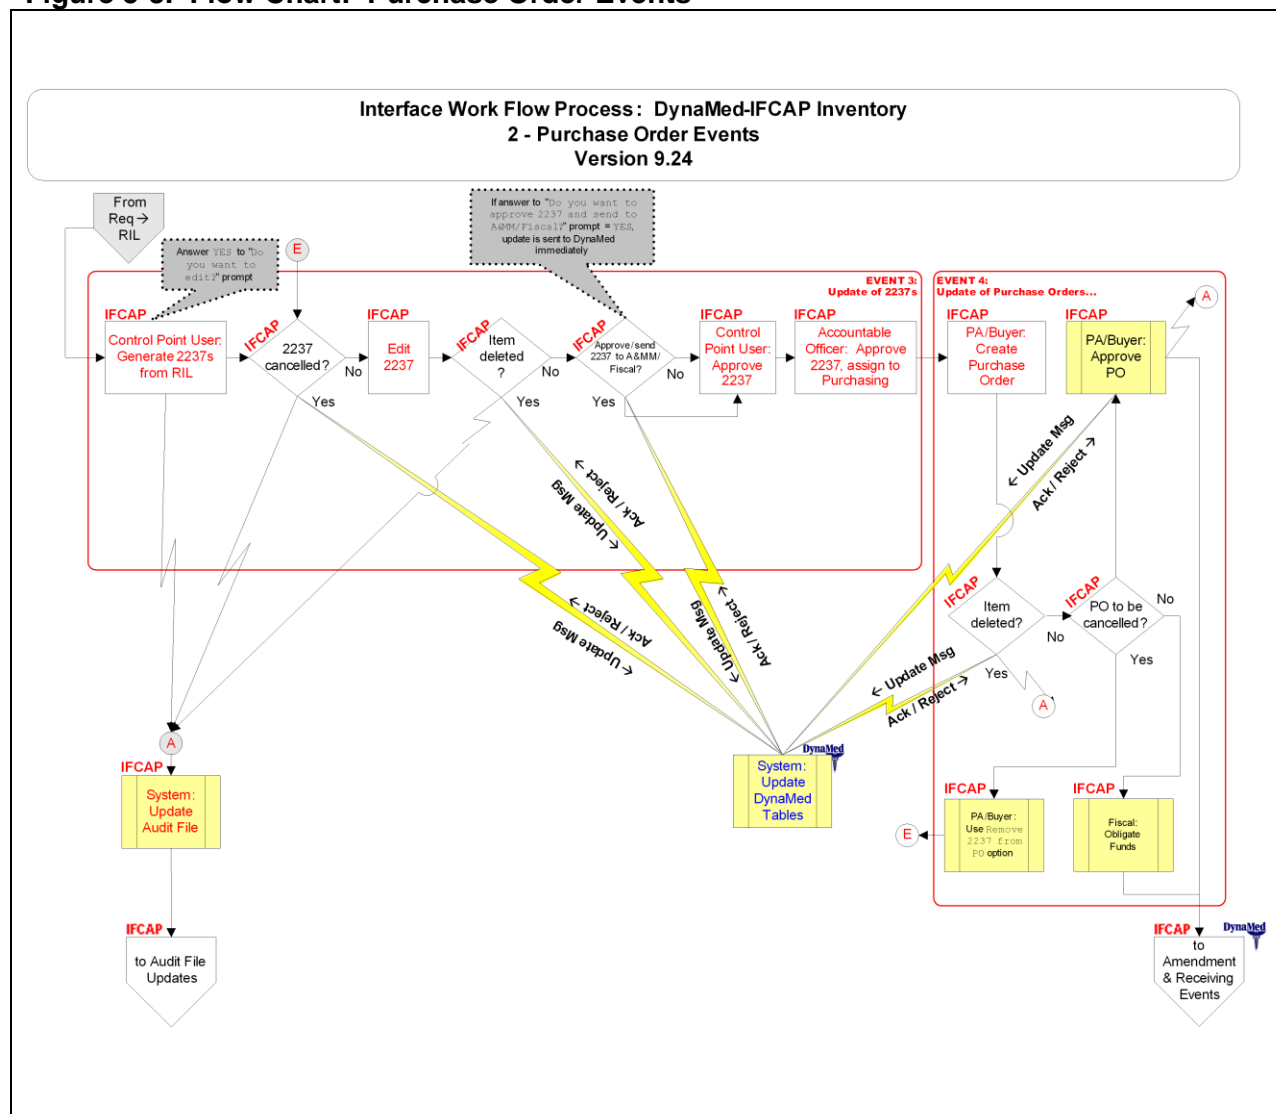 Figure 3-3.  Flow Chart:  Purchase Order Events
Interface Work Flow Process:  DynaMed-IFCAP Inventory
2 - Purchase Order Events
Version 9.24
From
Req →
RIL
Answer YES to "Do
you want to
edit?" prompt
E
If answer to "Do you want to
approve 2237 and send to
A&MM/Fiscal?" prompt = YES,
update is sent to DynaMed
immediately
EVENT 3:
Update of 2237s
EVENT 4:
Update of Purchase Orders...
A
IFCAP
Control Point User:
Generate 2237s
from RIL
IFCAP
2237
cancelled?
No
Yes
IFCAP
Edit
2237
IFCAP
Item
deleted
?
No
Yes
IFCAP
Approve/send
2237 to A&MM/
Fiscal?
No
Yes
IFCAP
Control
Point User:
Approve
2237
IFCAP
Accountable
Officer:  Approve
2237, assign to
Purchasing
IFCAP
PA/Buyer:
Create
Purchase
Order
IFCAP
PA/Buyer:
Approve
PO
← Update Msg
Ack / Reject →
← Update Msg
Ack / Reject →
← Update Msg
Ack / Reject →
← Update Msg
Ack / Reject →
IFCAP
Item
deleted?
No
Yes
IFCAP
PO to be
cancelled?
No
Yes
← Update Msg
Ack / Reject →
A
A
IFCAP
System:
Update
Audit File
DynaMed
System:
Update
DynaMed
Tables
E
IFCAP
PA/Buyer:
Use Remove
2237 from
PO option
IFCAP
Fiscal:
Obligate
Funds
IFCAP
to Audit File
Updates
IFCAP
DynaMed
to
Amendment
& Receiving
Events